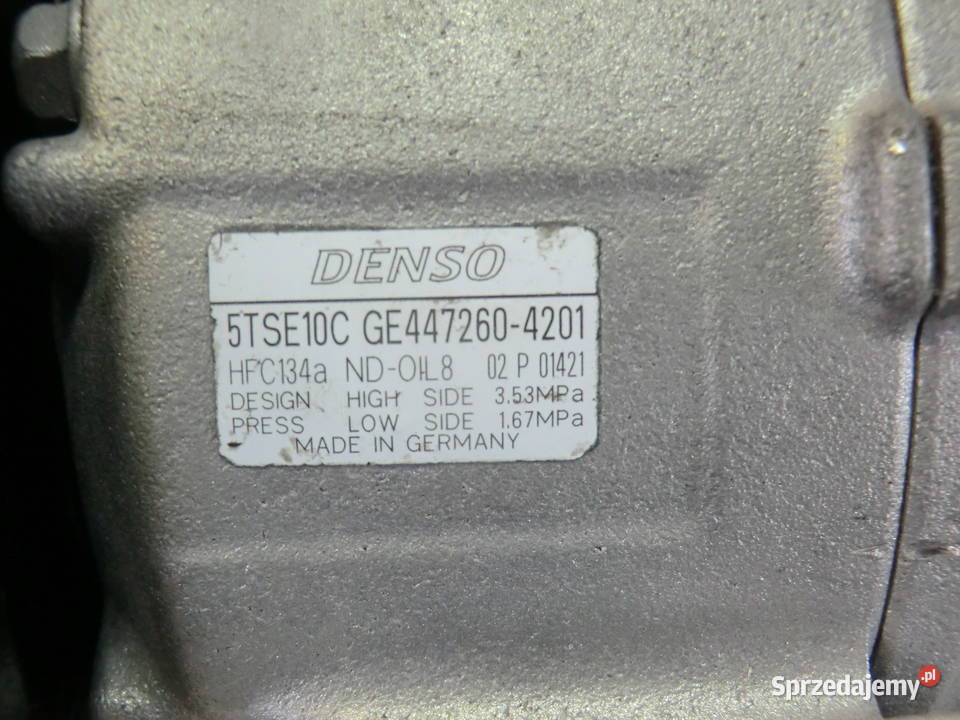 DENSO
5TSE10C GE447260-4201
HFC134a ND-OIL8 02 P 01421
DESIGN HIGH SIDE 3.53MPa
PRESS LOW SIDE 1.67MPa
MADE IN GERMANY
Sprzedajemy.pl